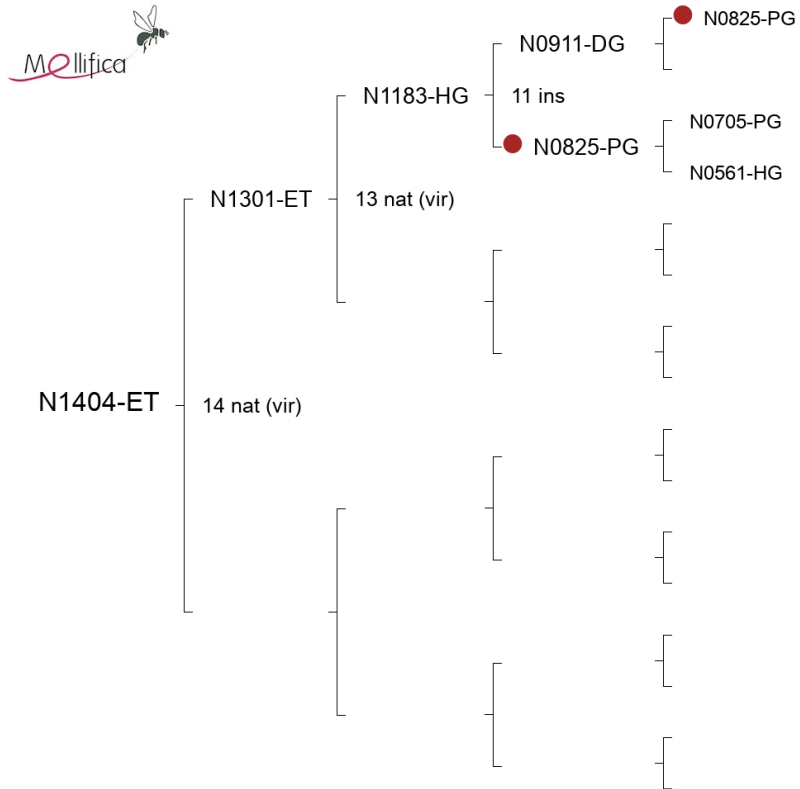 Mellifica
N0825-PG
N0911-DG
N1183-HG
11 ins
N0705-PG
N0825-PG
N0561-HG
N1301-ET
13 nat (vir)
N1404-ET
14 nat (vir)